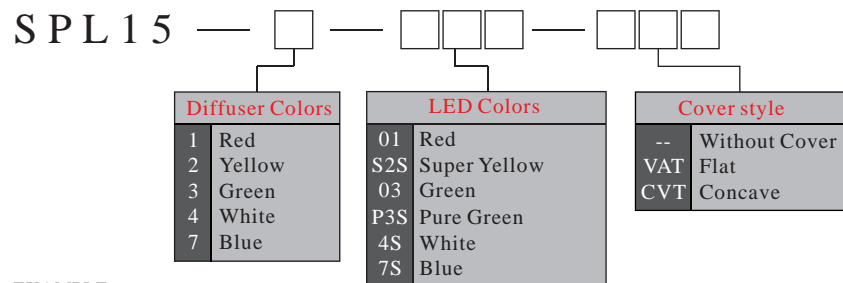 SPL15 — □ — □□□ — □□□
Diffuser Colors
1 Red
2 Yellow
3 Green
4 White
7 Blue
LED Colors
01 Red
S2S Super Yellow
03 Green
P3S Pure Green
4S White
7S Blue
Cover style
-- Without Cover
VAT Flat
CVT Concave